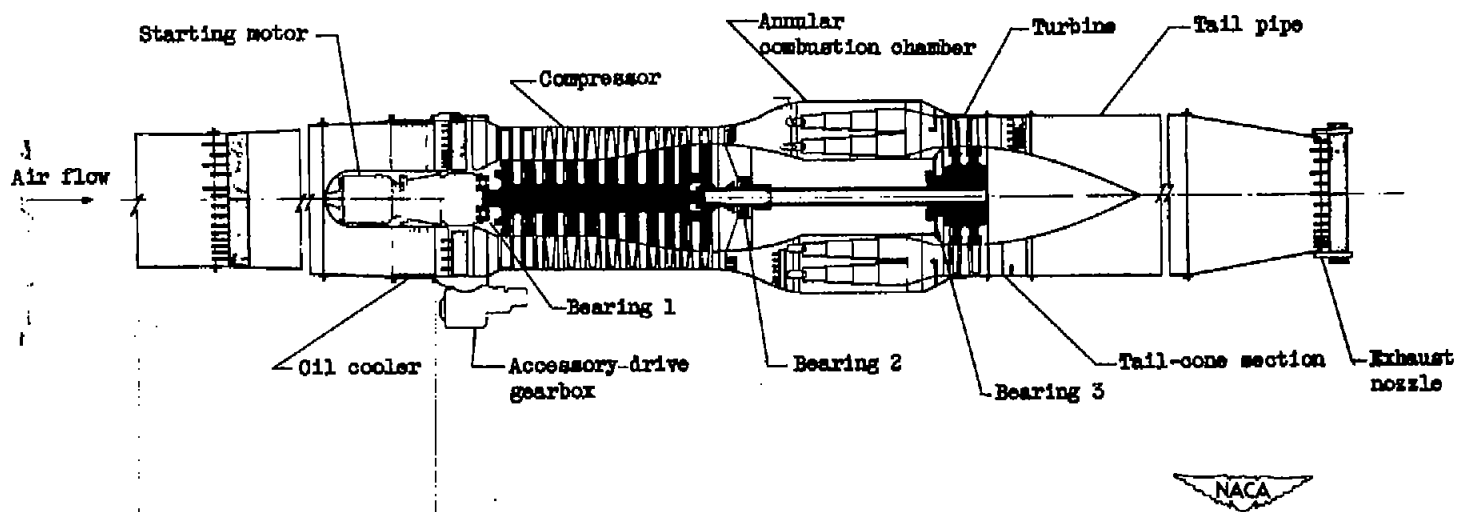 Starting motor
Compressor
Annular
combustion chamber
Turbine
Tail pipe
Air flow
Bearing 1
Oil cooler
Accessory-drive
gearbox
Bearing 2
Bearing 3
Tail-cone section
Exhaust
nozzle
NACA